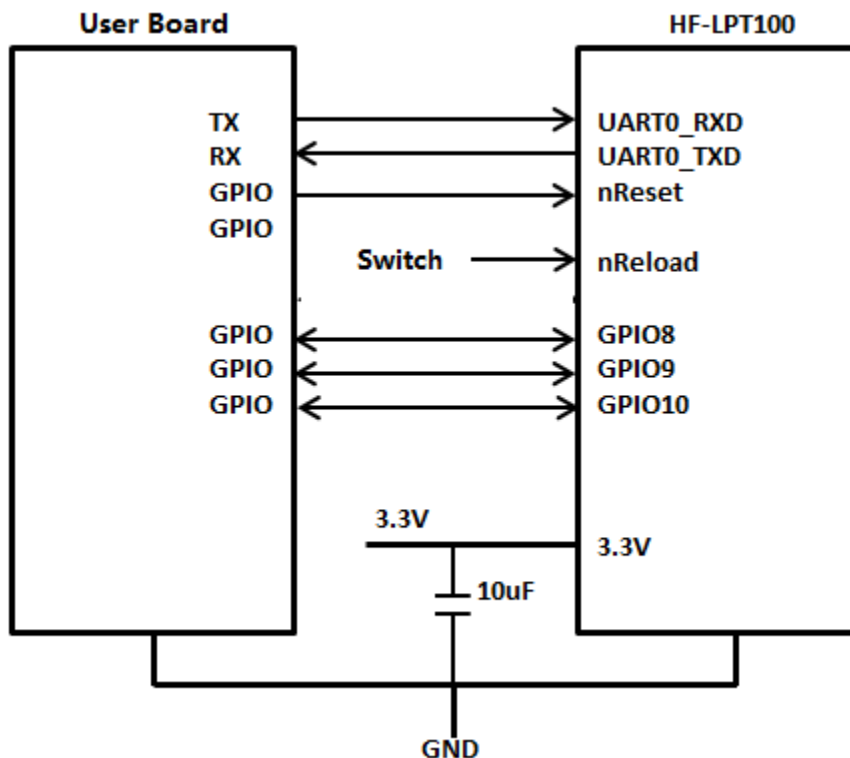 User Board
HF-LPT100
TX
UART0_RXD
RX
UART0_TXD
GPIO
nReset
GPIO
Switch
nReload
GPIO
GPIO8
GPIO
GPIO9
GPIO
GPIO10
3.3V
3.3V
10uF
GND